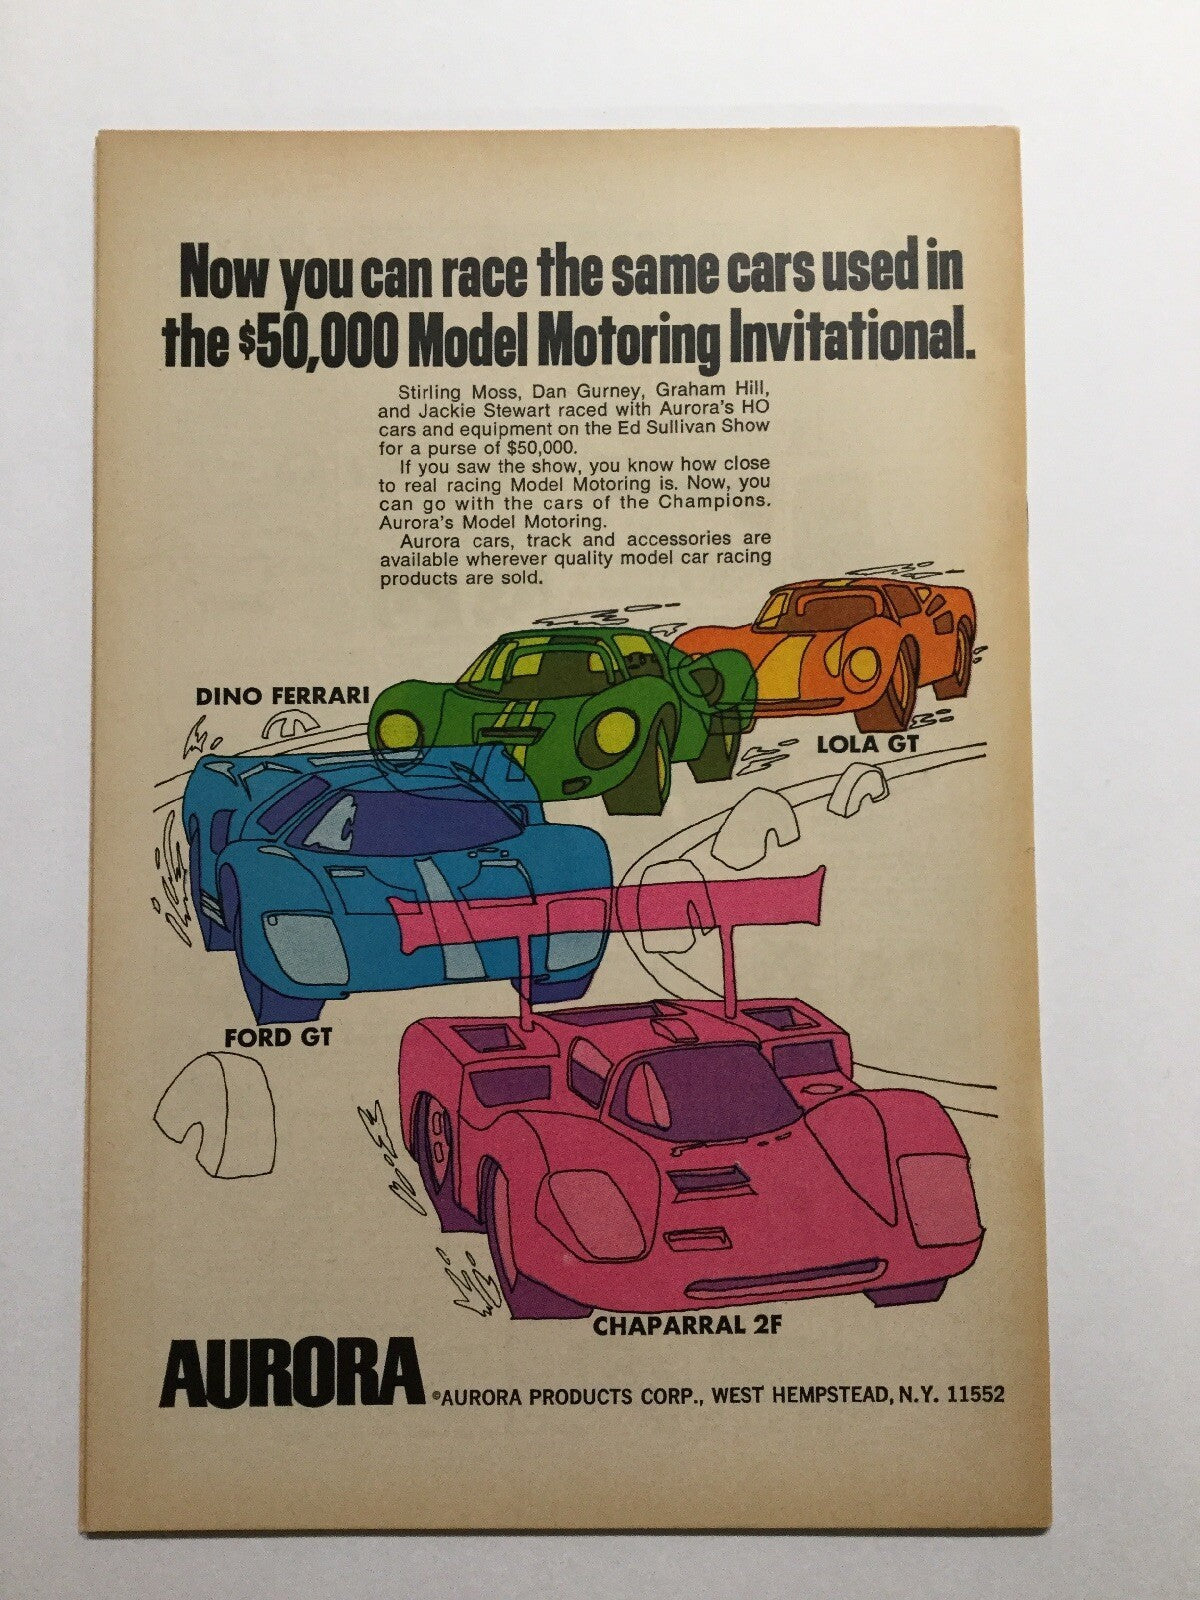 Now you can race the same cars used in
the $50,000 Model Motoring Invitational.
Stirling Moss, Dan Gurney, Graham Hill,
and Jackie Stewart raced with Aurora's HO
cars and equipment on the Ed Sullivan Show
for a purse of $50,000.
If you saw the show, you know how close
to real racing Model Motoring is. Now, you
can go with the cars of the Champions.
Aurora's Model Motoring.
Aurora cars, track and accessories are
available wherever quality model car racing
products are sold.
DINO FERRARI
LOLA GT
FORD GT
CHAPARRAL 2F
AURORA
©AURORA PRODUCTS CORP., WEST HEMPSTEAD, N.Y. 11552